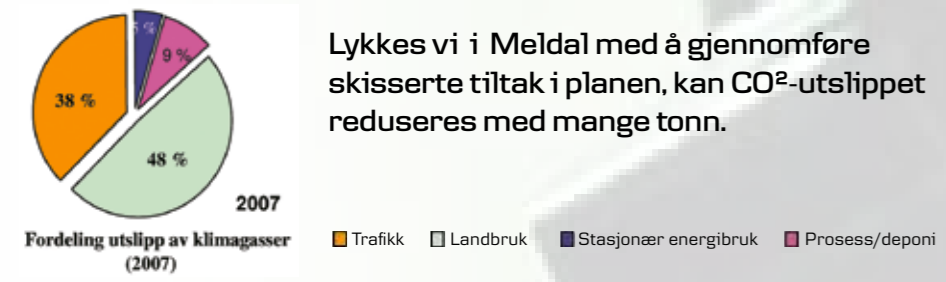 5 %
9 %
38 %
48 %
2007
Fordeling utslipp av klimagasser
(2007)
Lykkes vi i Meldal med å gjennomføre
skisserte tiltak i planen, kan CO²-utslippet
reduseres med mange tonn.
Trafikk Landbruk Stasjonær energibruk Prosess/deponi